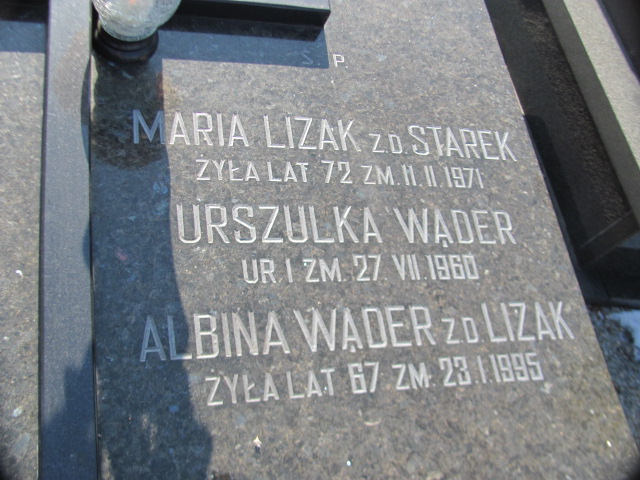 Ś. P.
MARIA LIZAK Z D. STAREK
ŻYŁA LAT 72 ZM. 11. II. 1971
URSZULKA WĄDER
UR. I ZM. 27 VII. 1960
ALBINA WĄDER Z D. LIZAK
ŻYŁA LAT. 67 ZM. 23. I. 1995